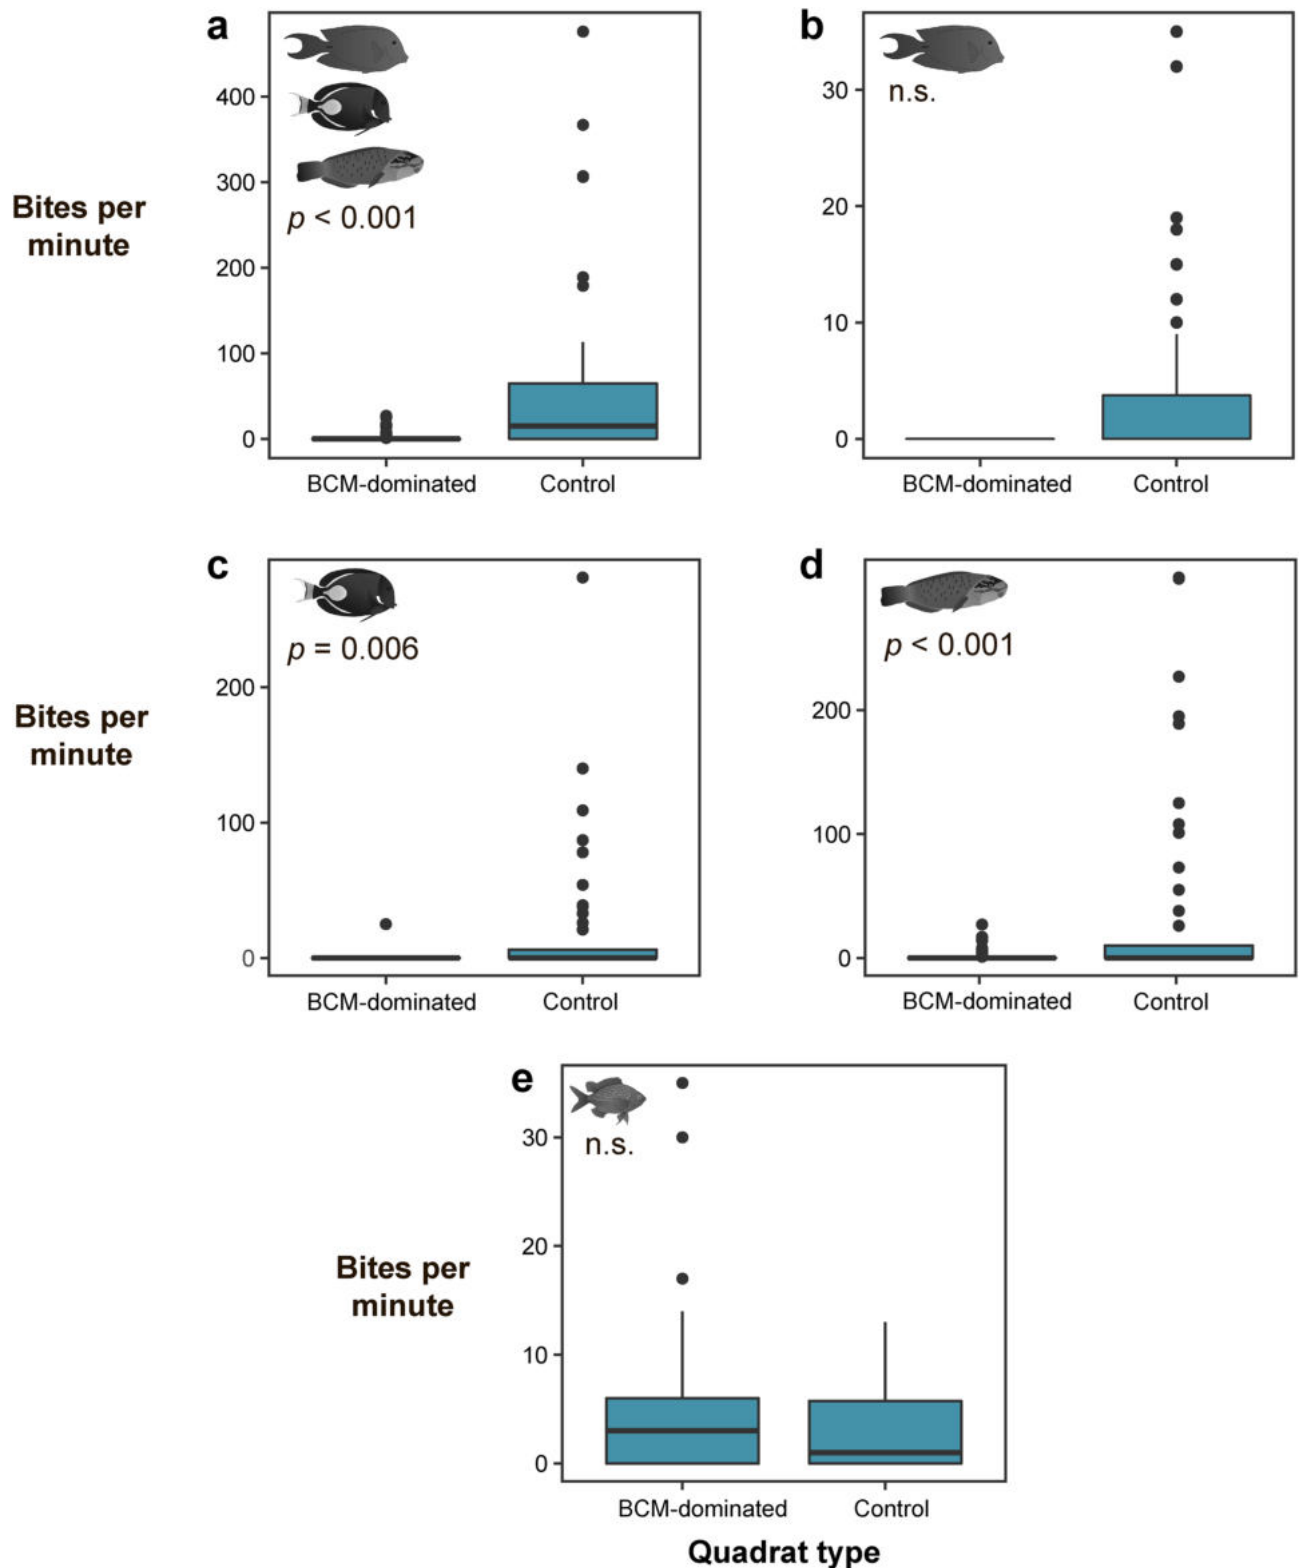 a
p < 0.001
Bites per
minute
400
300
200
100
0
BCM-dominated
Control
b
n.s.
30
20
10
0
BCM-dominated
Control
c
p = 0.006
Bites per
minute
200
100
0
BCM-dominated
Control
d
p < 0.001
200
100
0
BCM-dominated
Control
e
n.s.
Bites per
minute
30
20
10
0
BCM-dominated
Control
Quadrat type